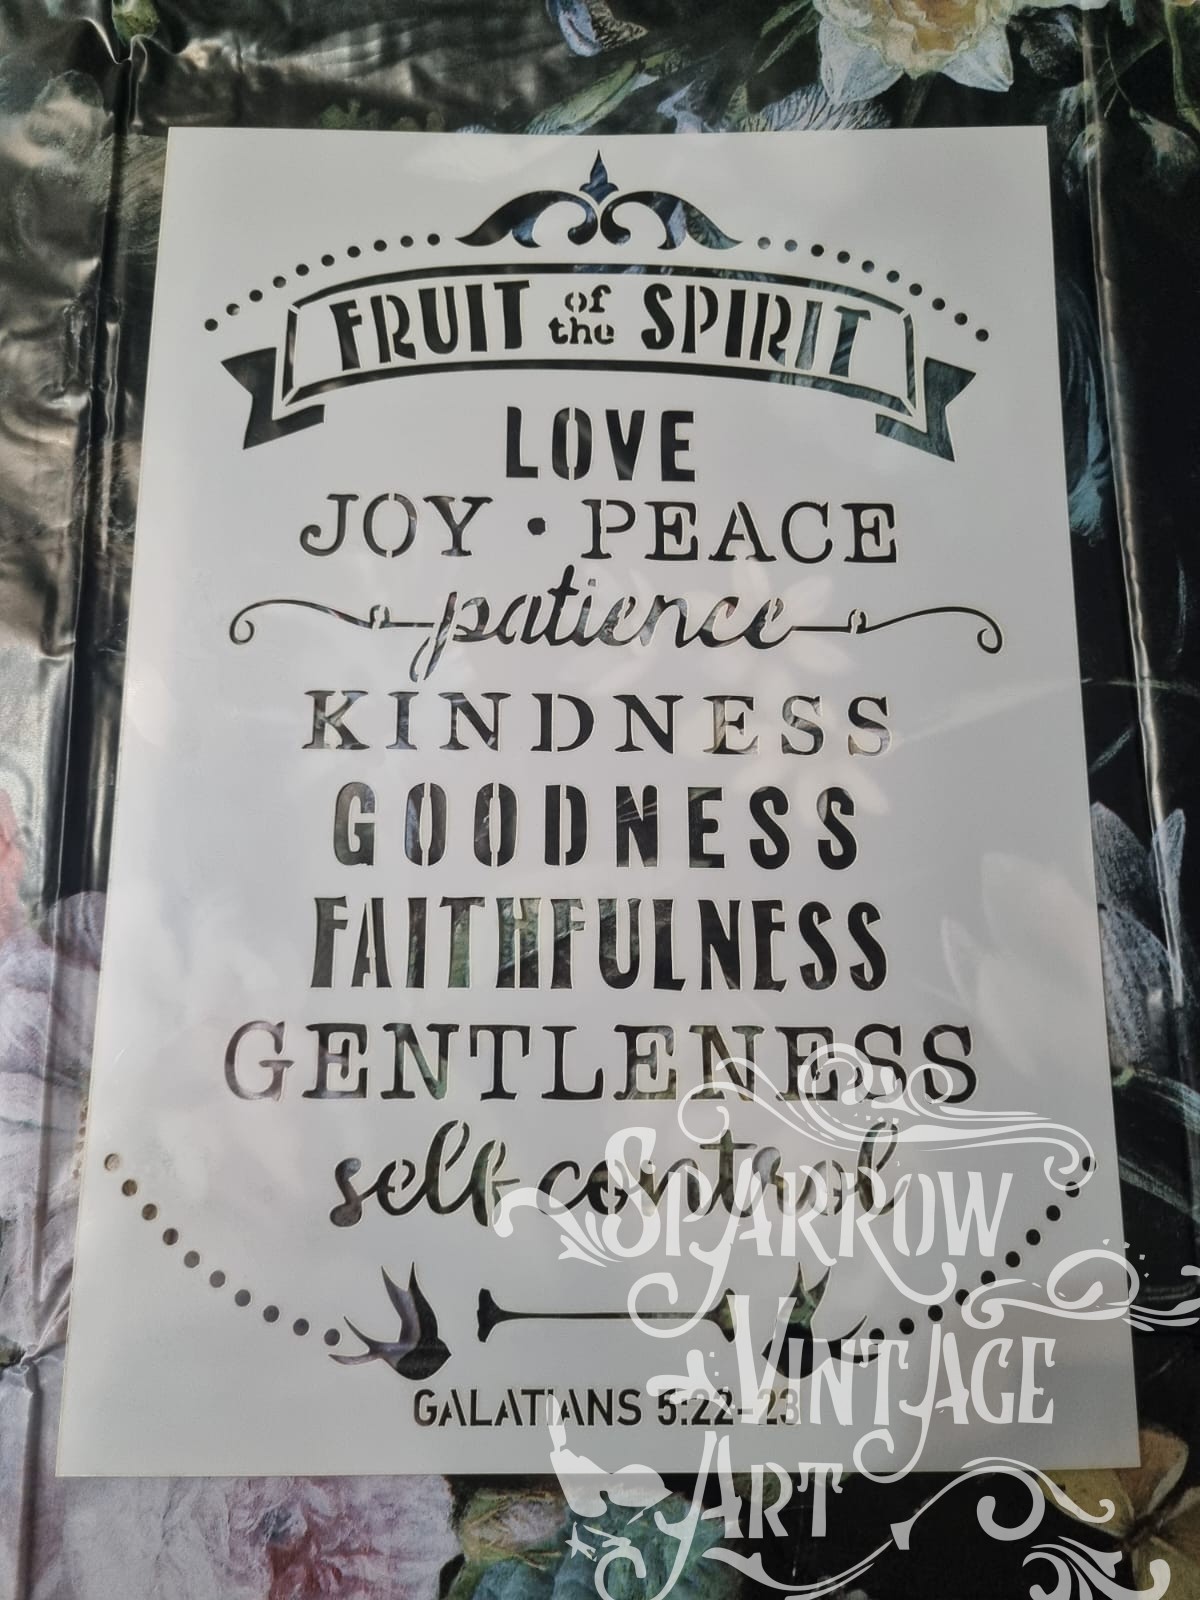 FRUIT of the SPIRIT
LOVE
JOY • PEACE
patience
KINDNESS
GOODNESS
FAITHFULNESS
GENTLENESS
self control
GALATIANS 5:22-23
SPARROW
VINTAGE
ART